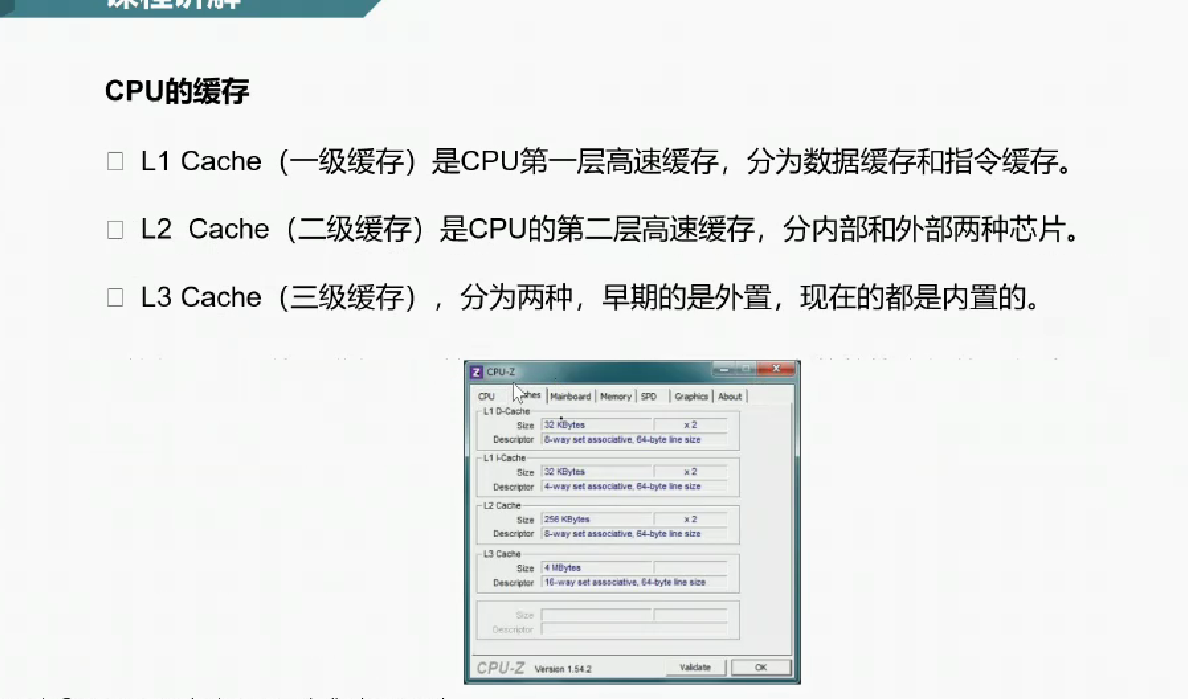 课程讲解
CPU的缓存
□ L1 Cache（一级缓存）是CPU第一层高速缓存，分为数据缓存和指令缓存。
□ L2 Cache（二级缓存）是CPU的第二层高速缓存，分内部和外部两种芯片。
□ L3 Cache（三级缓存），分为两种，早期的是外置，现在的都是内置的。
Z CPU-Z
CPU Mainboard Memory SPD Graphics About
L1 D-Cache
Size 32 KBytes x 2
Descriptor 8-way set associative, 64-byte line size
L1 I-Cache
Size 32 KBytes x 2
Descriptor 4-way set associative, 64-byte line size
L2 Cache
Size 256 KBytes x 2
Descriptor 8-way set associative, 64-byte line size
L3 Cache
Size 4 MBytes
Descriptor 16-way set associative, 64-byte line size
Size
Descriptor
CPU-Z Version 1.54.2 Validate OK